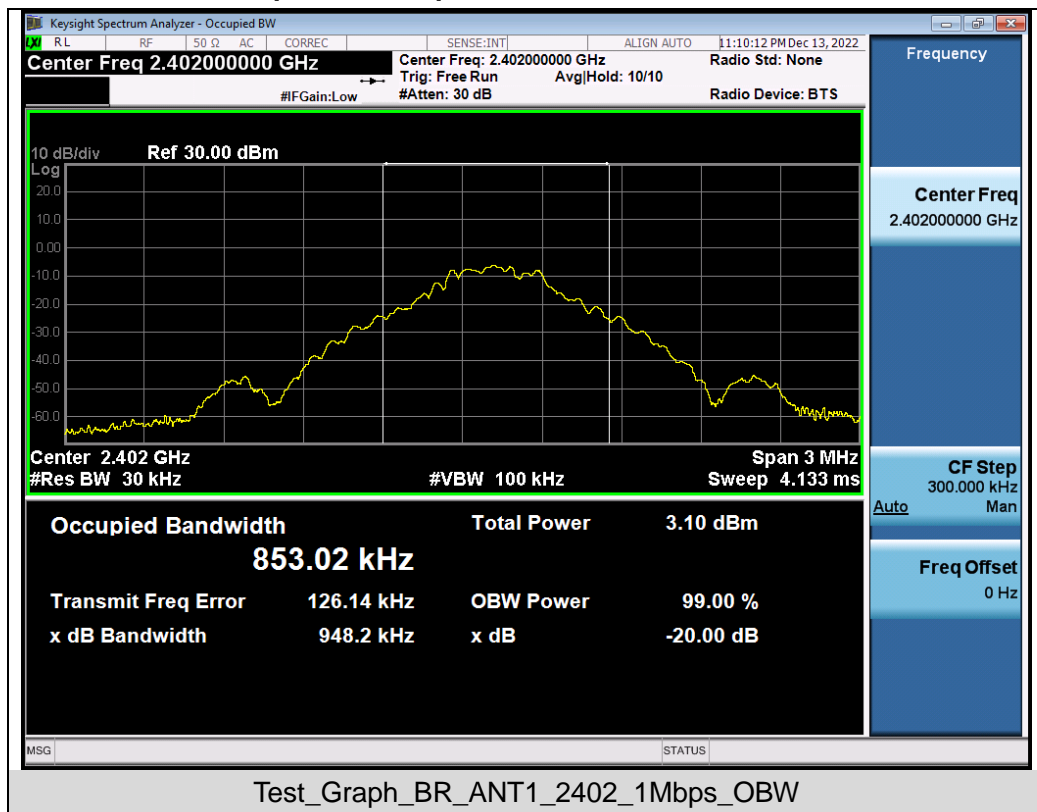 Keysight Spectrum Analyzer - Occupied BW
LXI RL RF 50 Ω AC CORREC SENSE:INT ALIGN AUTO 11:10:12 PM Dec 13, 2022
Center Freq 2.402000000 GHz
Center Freq: 2.402000000 GHz
Radio Std: None
Trig: Free Run Avg|Hold: 10/10
#IFGain:Low
#Atten: 30 dB
Radio Device: BTS
Frequency
10 dB/div Ref 30.00 dBm
Log
20.0
10.0
0.00
-10.0
-20.0
-30.0
-40.0
-50.0
-60.0
Center 2.402 GHz
Span 3 MHz
#Res BW 30 kHz
#VBW 100 kHz
Sweep 4.133 ms
Center Freq
2.402000000 GHz
CF Step
300.000 kHz
Auto Man
Freq Offset
0 Hz
Occupied Bandwidth
853.02 kHz
Total Power 3.10 dBm
Transmit Freq Error 126.14 kHz OBW Power 99.00 %
x dB Bandwidth 948.2 kHz x dB -20.00 dB
MSG
STATUS
Test_Graph_BR_ANT1_2402_1Mbps_OBW